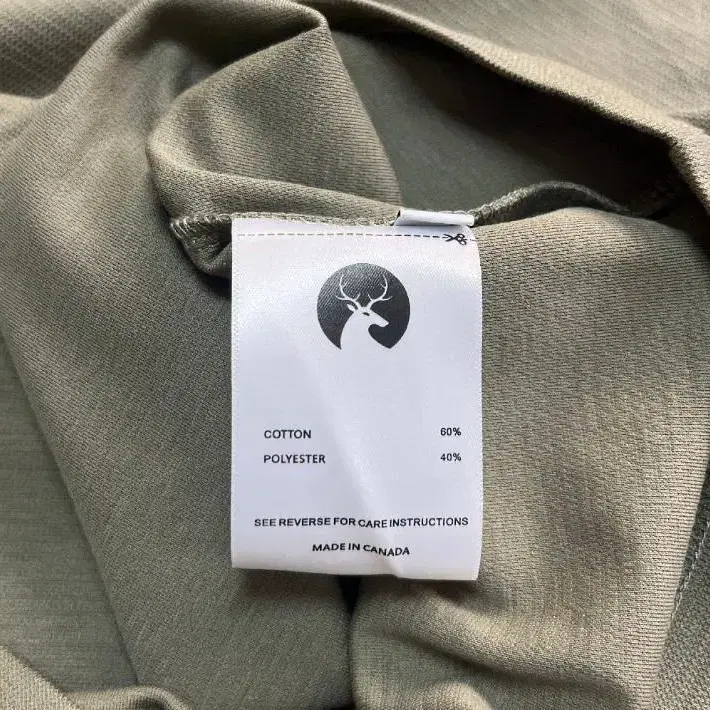 COTTON 60%
POLYESTER 40%
SEE REVERSE FOR CARE INSTRUCTIONS
MADE IN CANADA